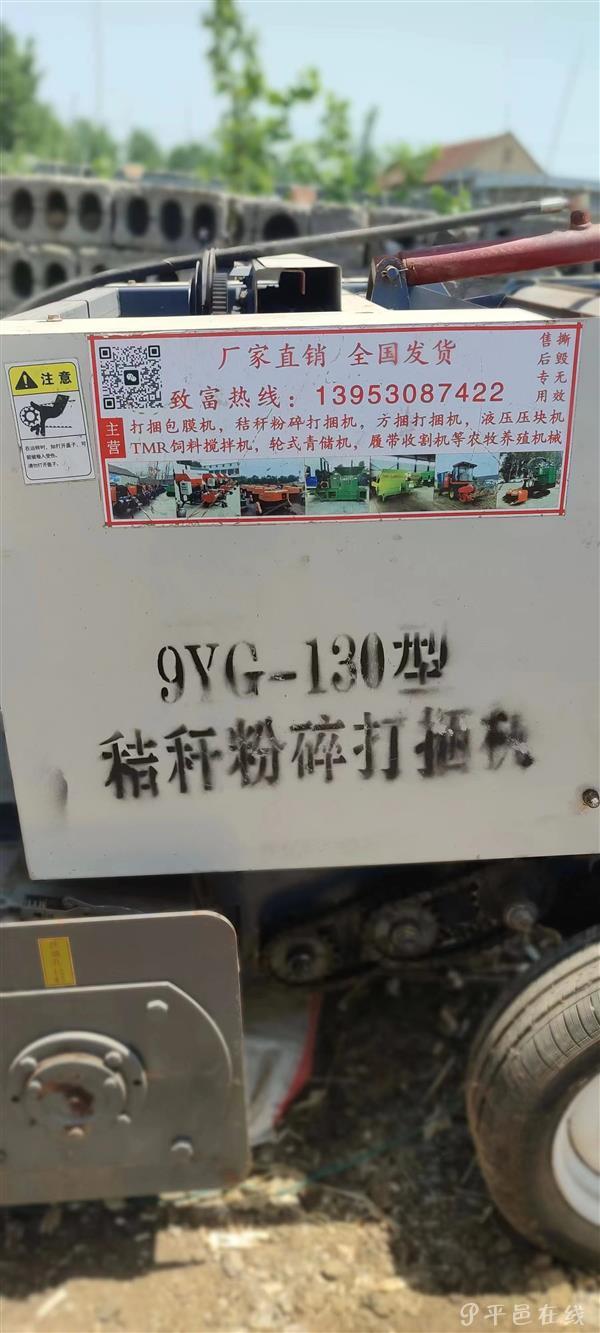 厂家直销 全国发货
致富热线：13953087422
主营
打捆包膜机，秸秆粉碎打捆机，方捆打捆机，液压压块机
TMR饲料搅拌机，轮式青储机，履带收割机等农牧养殖机械
售后专用
撕毁无效
注意
9YG-130型
秸秆粉碎打捆机
平邑在线